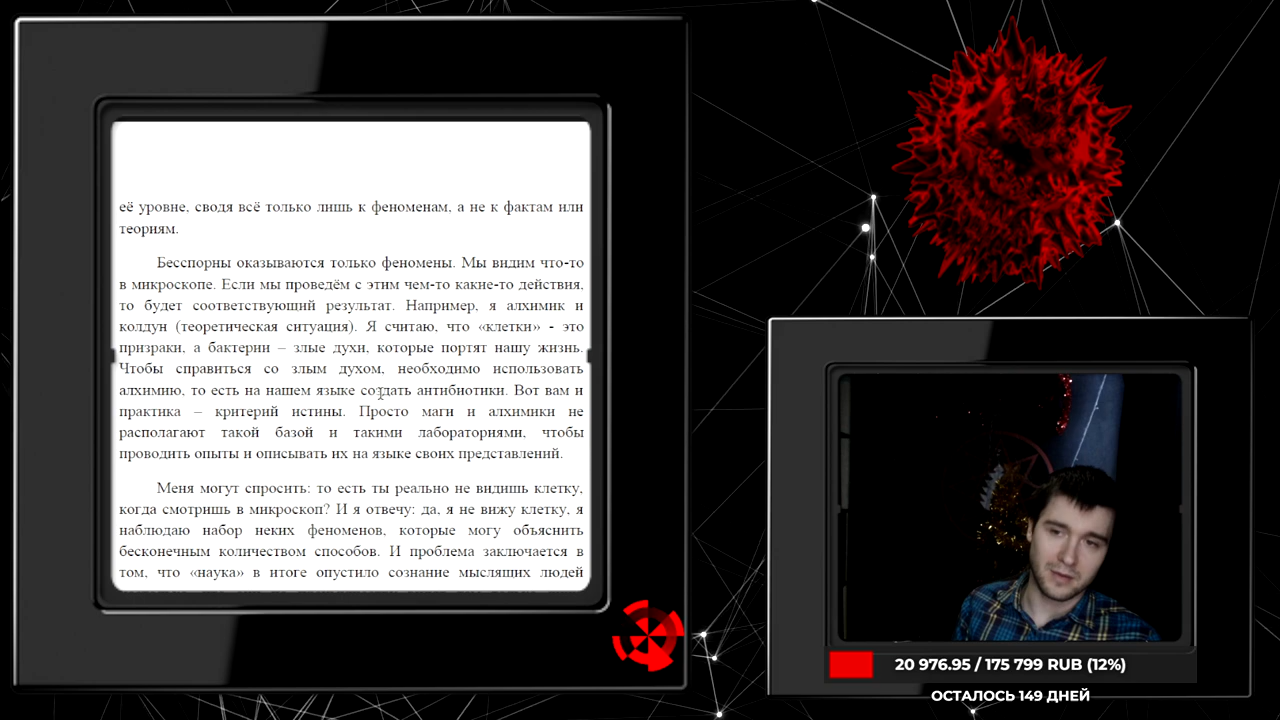 её уровне, сводя всё только лишь к феноменам, а не к фактам или
теориям.
Бесспорны оказываются только феномены. Мы видим что-то
в микроскопе. Если мы проведём с этим чем-то какие-то действия,
то будет соответствующий результат. Например, я алхимик и
колдун (теоретическая ситуация). Я считаю, что «клетки» - это
призраки, а бактерии – злые духи, которые портят нашу жизнь.
Чтобы справиться со злым духом, необходимо использовать
алхимию, то есть на нашем языке создать антибиотики. Вот вам и
практика – критерий истины. Просто маги и алхимики не
располагают такой базой и такими лабораториями, чтобы
проводить опыты и описывать их на языке своих представлений.
Меня могут спросить: то есть ты реально не видишь клетку,
когда смотришь в микроскоп? И я отвечу: да, я не вижу клетку, я
наблюдаю набор неких феноменов, которые могу объяснить
бесконечным количеством способов. И проблема заключается в
том, что «наука» в итоге опустило сознание мыслящих людей
20 976.95 / 175 799 RUB (12%)
ОСТАЛОСЬ 149 ДНЕЙ